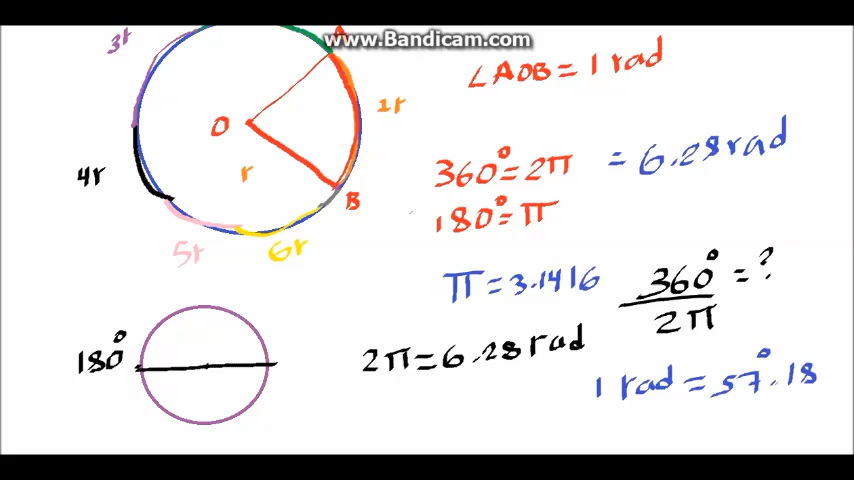 www.Bandicam.com
3r
∠AOB = 1 rad
1r
O
r
B
4r
5r
6r
360° = 2π = 6.28 rad
180° = π
π = 3.1416
360° / 2π = ?
180°
2π = 6.28 rad
1 rad = 57°.18